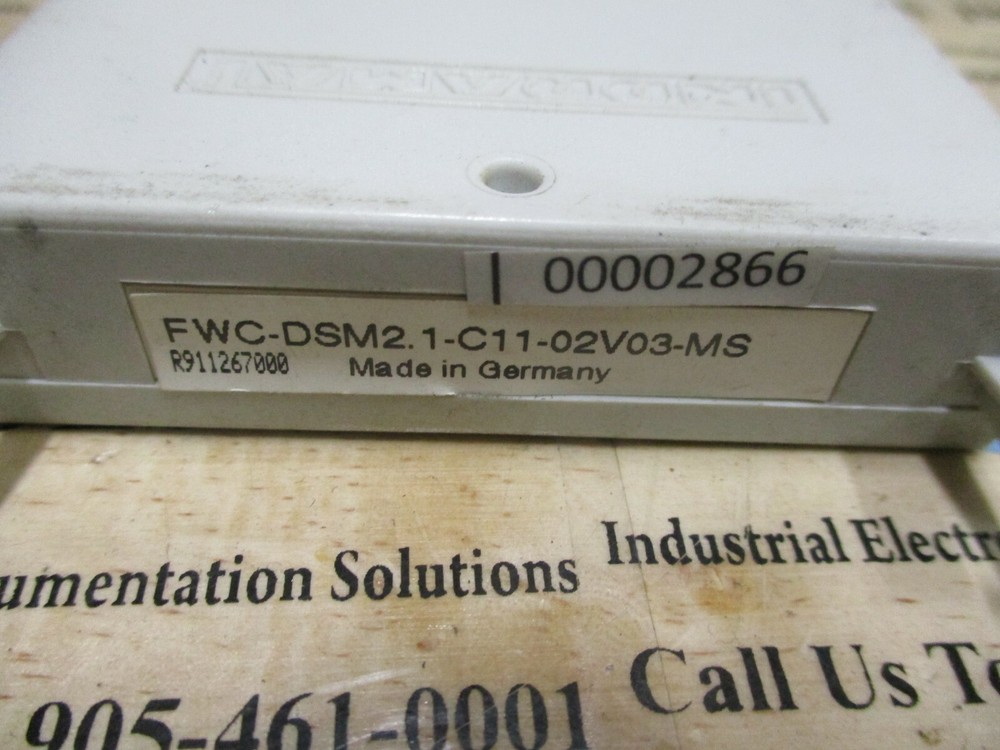 00002866
FWC-DSM2.1-C11-02V03-MS
R911267000 Made in Germany
umentation Solutions
Industrial Electr
905-461-0001
Call Us To